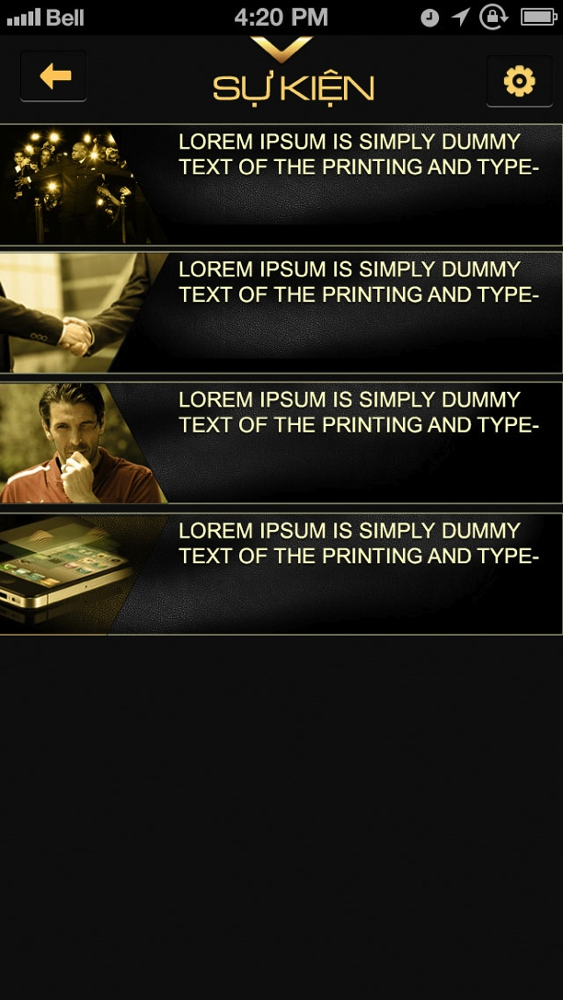 Bell 4:20 PM
SỰ KIỆN
LOREM IPSUM IS SIMPLY DUMMY
TEXT OF THE PRINTING AND TYPE-
LOREM IPSUM IS SIMPLY DUMMY
TEXT OF THE PRINTING AND TYPE-
LOREM IPSUM IS SIMPLY DUMMY
TEXT OF THE PRINTING AND TYPE-
LOREM IPSUM IS SIMPLY DUMMY
TEXT OF THE PRINTING AND TYPE-